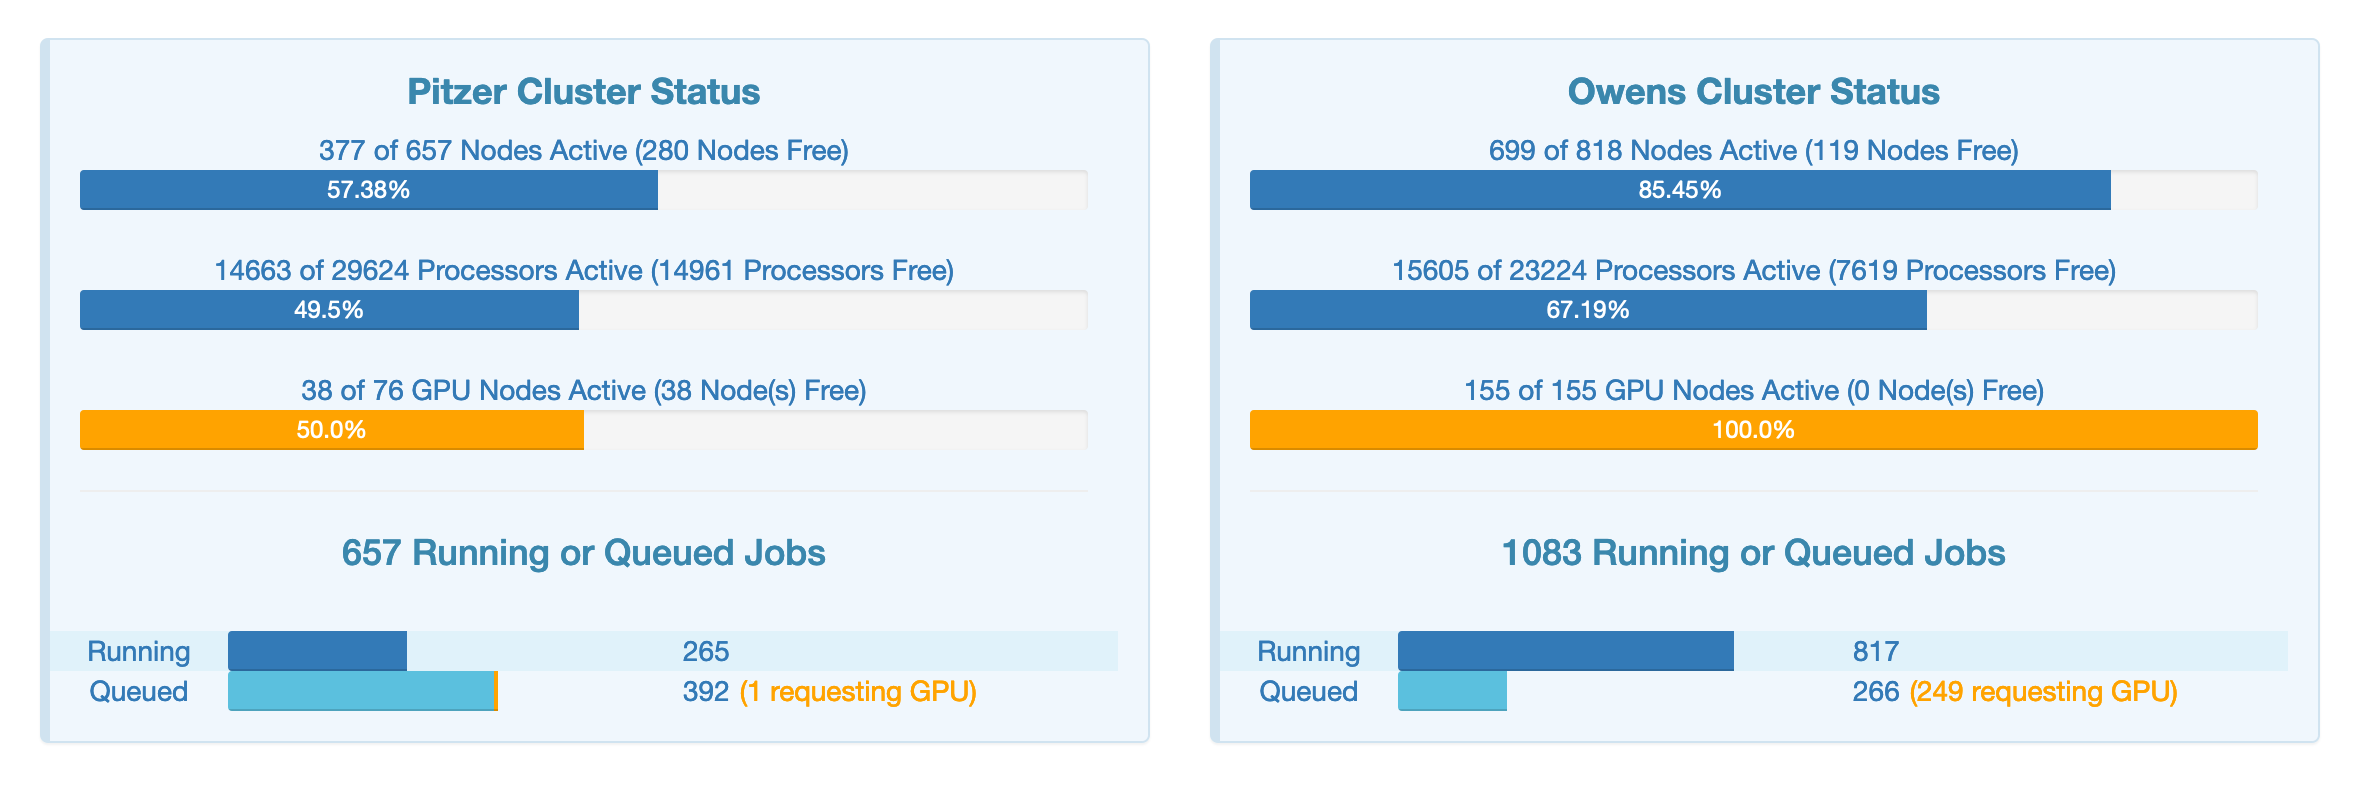 Pitzer Cluster Status
377 of 657 Nodes Active (280 Nodes Free)
57.38%
14663 of 29624 Processors Active (14961 Processors Free)
49.5%
38 of 76 GPU Nodes Active (38 Node(s) Free)
50.0%
657 Running or Queued Jobs
Running 265
Queued 392 (1 requesting GPU)
Owens Cluster Status
699 of 818 Nodes Active (119 Nodes Free)
85.45%
15605 of 23224 Processors Active (7619 Processors Free)
67.19%
155 of 155 GPU Nodes Active (0 Node(s) Free)
100.0%
1083 Running or Queued Jobs
Running 817
Queued 266 (249 requesting GPU)